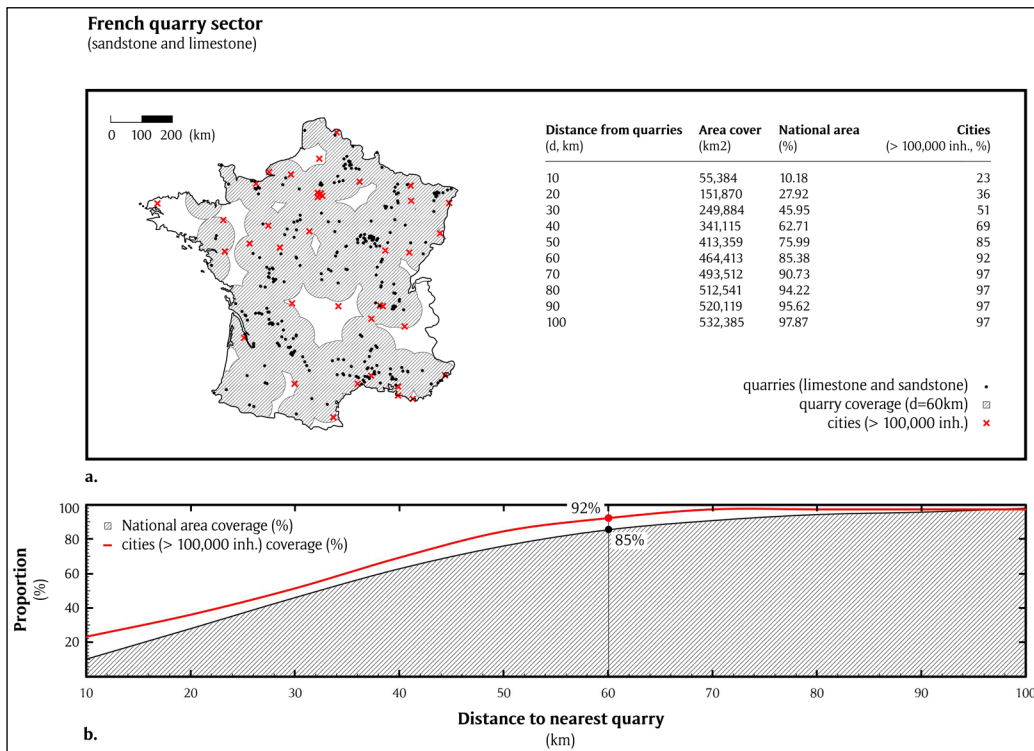 French quarry sector
(sandstone and limestone)
0 100 200 (km)
Distance from quarries Area cover National area Cities
(d, km) (km2) (%) (> 100,000 inh., %)
10 55,384 10.18 23
20 151,870 27.92 36
30 249,884 45.95 51
40 341,115 62.71 69
50 413,359 75.99 85
60 464,413 85.38 92
70 493,512 90.73 97
80 512,541 94.22 97
90 520,119 95.62 97
100 532,385 97.87 97
quarries (limestone and sandstone)
quarry coverage (d=60km)
cities (> 100,000 inh.)
a.
100
80
60
40
20
Proportion
(%)
National area coverage (%)
cities (> 100,000 inh.) coverage (%)
92%
85%
10 20 30 40 50 60 70 80 90 100
Distance to nearest quarry
(km)
b.